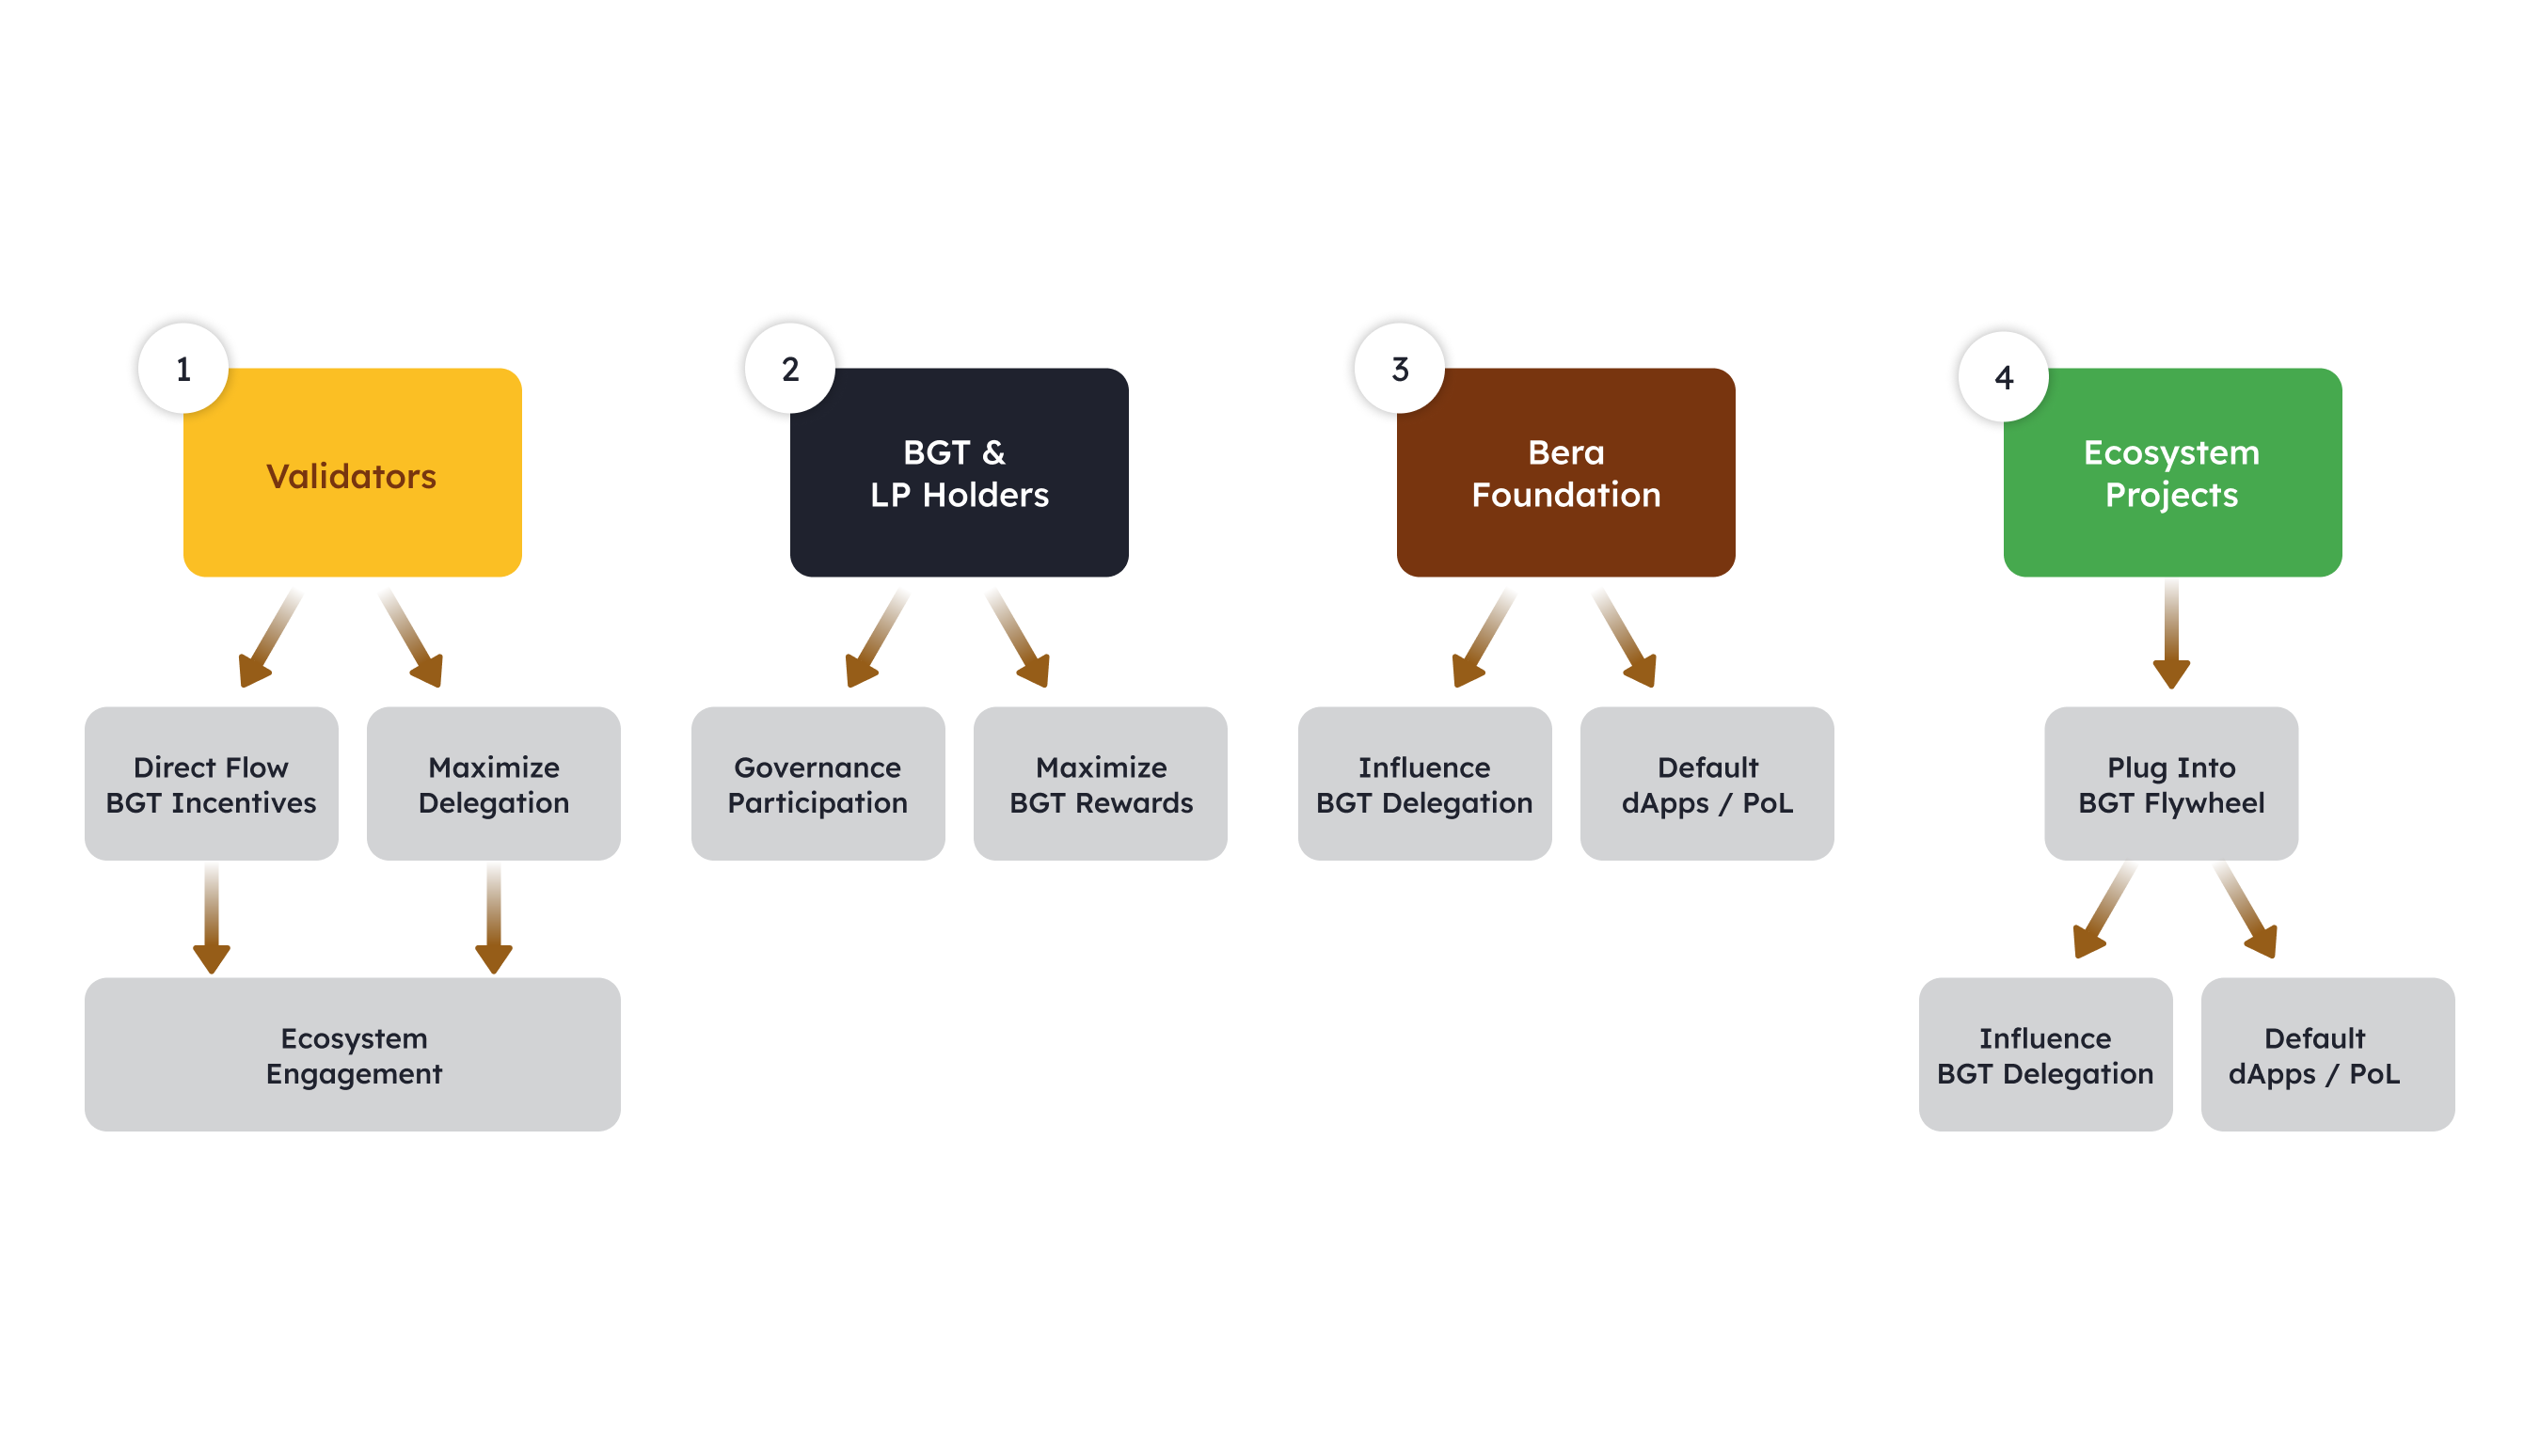 1
Validators
Direct Flow
BGT Incentives
Maximize
Delegation
Ecosystem
Engagement
2
BGT &
LP Holders
Governance
Participation
Maximize
BGT Rewards
3
Bera
Foundation
Influence
BGT Delegation
Default
dApps / PoL
4
Ecosystem
Projects
Plug Into
BGT Flywheel
Influence
BGT Delegation
Default
dApps / PoL